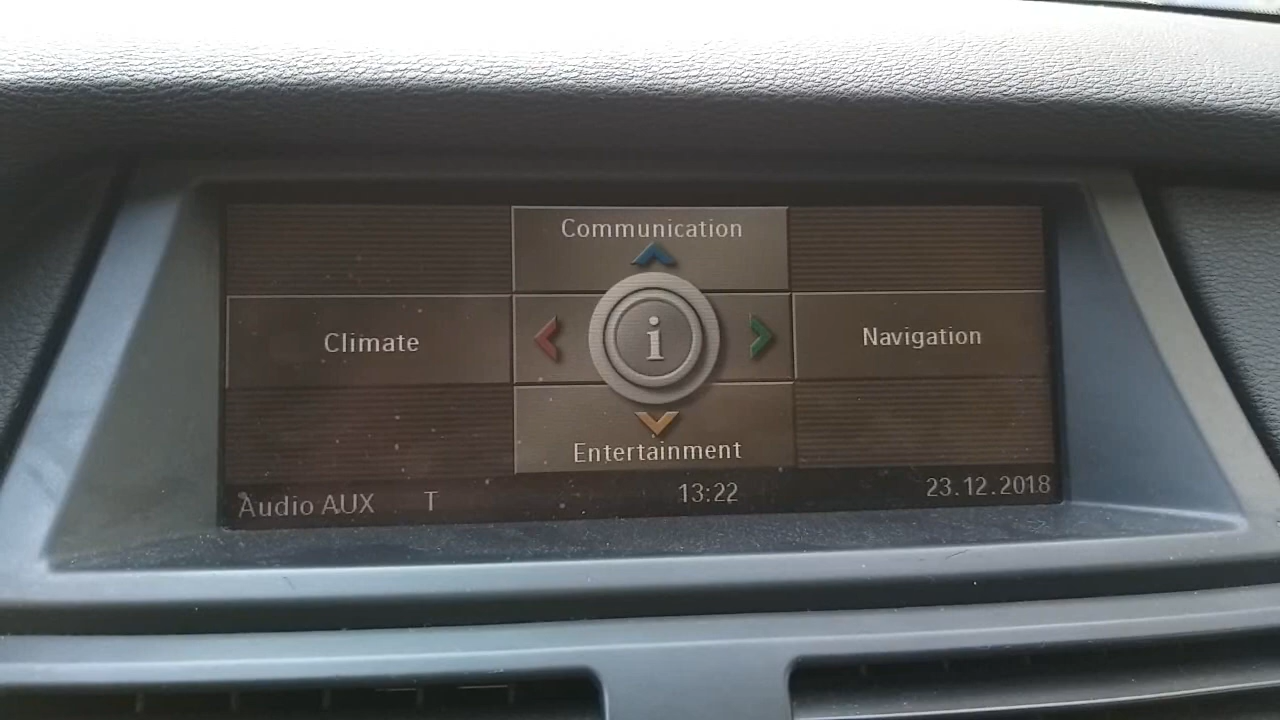 Communication
Climate
i
Navigation
Entertainment
Audio AUX T 13:22 23.12.2018